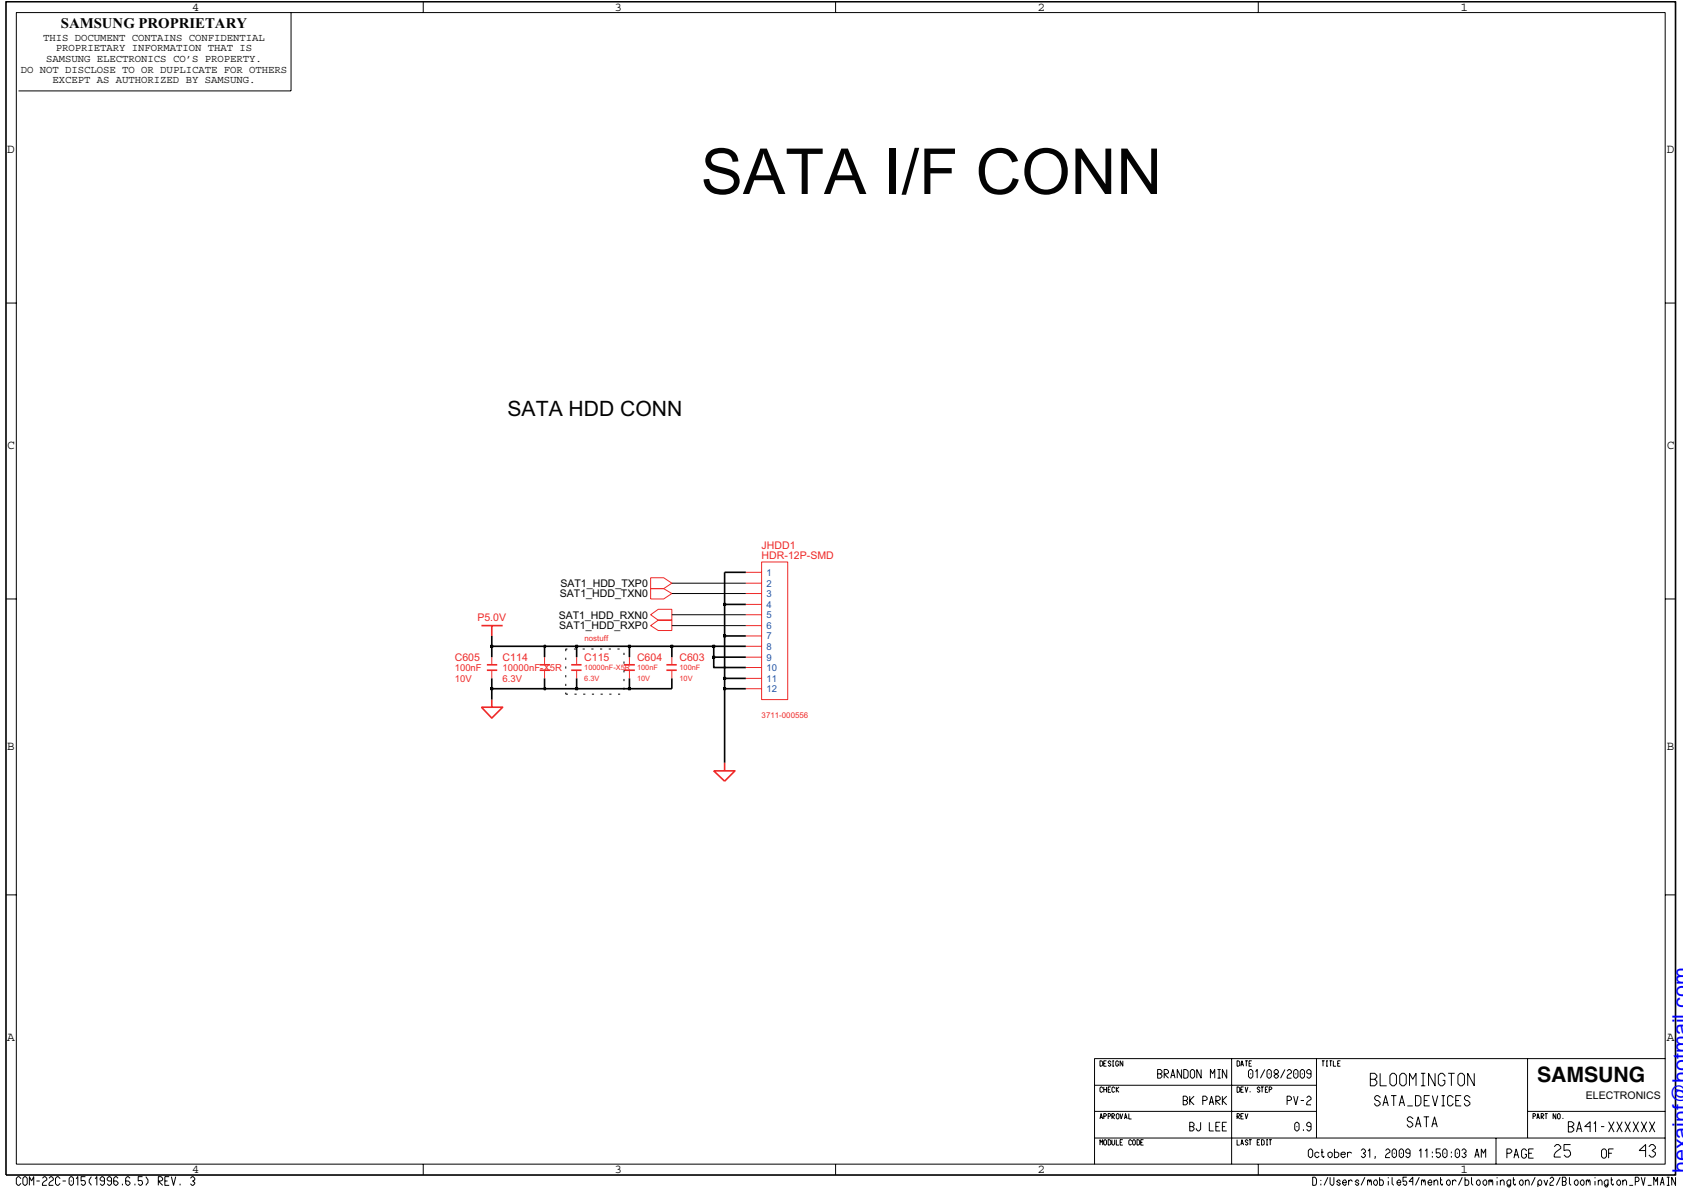 4 3 2 1
SAMSUNG PROPRIETARY
THIS DOCUMENT CONTAINS CONFIDENTIAL
PROPRIETARY INFORMATION THAT IS
SAMSUNG ELECTRONICS CO'S PROPERTY.
DO NOT DISCLOSE TO OR DUPLICATE FOR OTHERS
EXCEPT AS AUTHORIZED BY SAMSUNG.
D D
SATA I/F CONN
SATA HDD CONN
C C
JHDD1
HDR-12P-SMD
1
SAT1_HDD_TXP0 2
SAT1_HDD_TXN0 3
4
SAT1_HDD_RXN0 5
SAT1_HDD_RXP0 6
P5.0V
nostuff 7
8
9
10
11
12
C605 C114 C115 C604 C603
100nF 10000nF-X5R 10000nF-X5R 100nF 100nF
10V 6.3V 6.3V 10V 10V
3711-000556
B B
A A
hexainf@hotmail.com
DESIGN BRANDON MIN DATE 01/08/2009 TITLE BLOOMINGTON SAMSUNG
ELECTRONICS
CHECK BK PARK DEV. STEP PV-2 SATA_DEVICES
APPROVAL BJ LEE REV 0.9 SATA PART NO. BA41-XXXXXX
MODULE CODE LAST EDIT October 31, 2009 11:50:03 AM PAGE 25 OF 43
4 3 2 1
COM-22C-015(1996.6.5) REV. 3
D:/Users/mobile54/mentor/bloomington/pv2/Bloomington_PV_MAIN